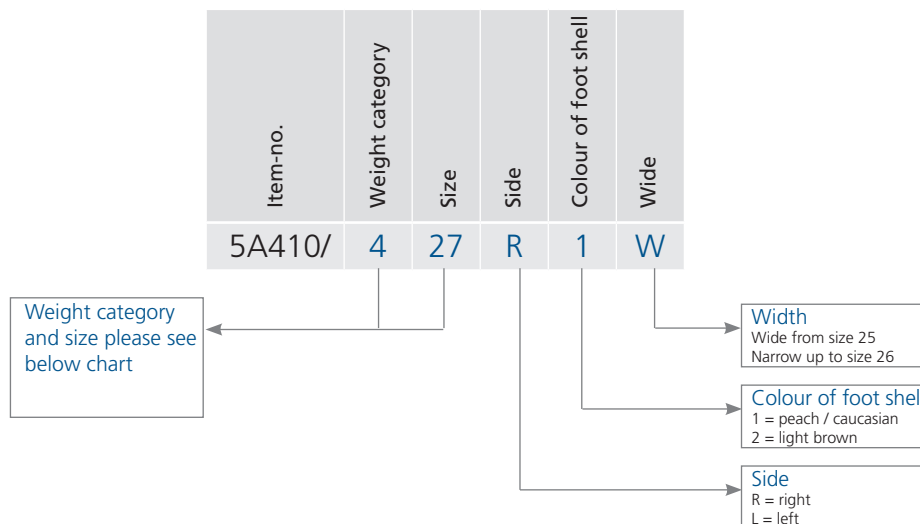 Item-no.
Weight category
Size
Side
Colour of foot shell
Wide
5A410/ 4 27 R 1 W
Weight category
and size please see
below chart
Width
Wide from size 25
Narrow up to size 26
Colour of foot shel
1 = peach / caucasian
2 = light brown
Side
R = right
L = left